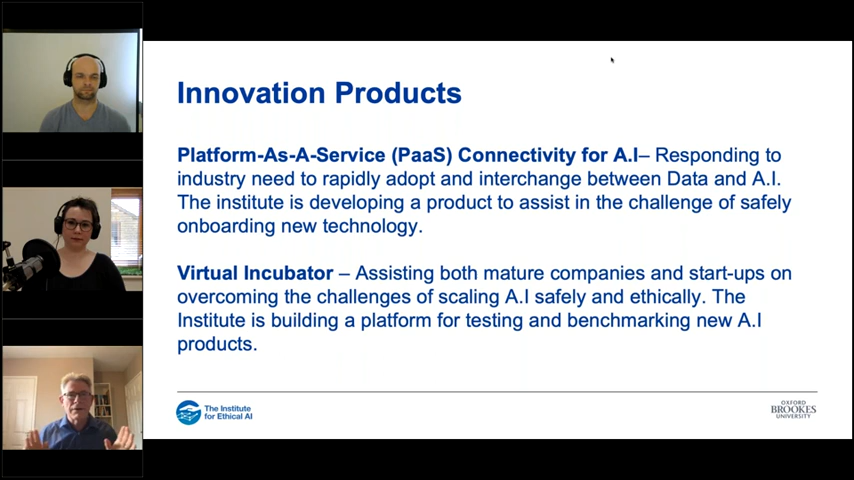 Innovation Products
Platform-As-A-Service (PaaS) Connectivity for A.I– Responding to
industry need to rapidly adopt and interchange between Data and A.I.
The institute is developing a product to assist in the challenge of safely
onboarding new technology.
Virtual Incubator – Assisting both mature companies and start-ups on
overcoming the challenges of scaling A.I safely and ethically. The
Institute is building a platform for testing and benchmarking new A.I
products.
The Institute
for Ethical AI
OXFORD
BROOKES
UNIVERSITY